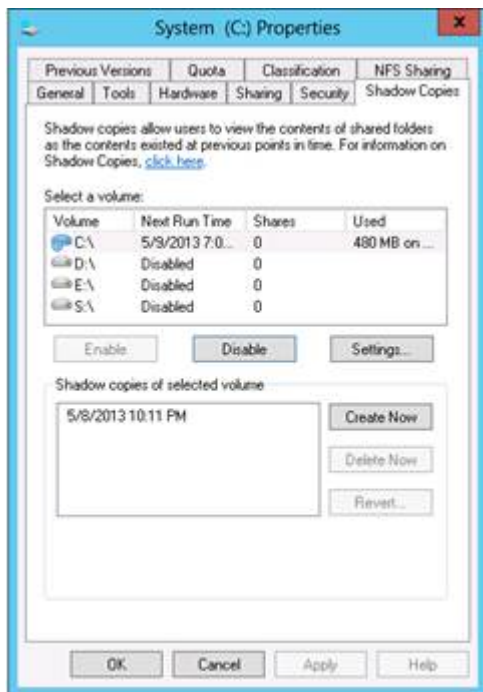 System (C:) Properties
x
Previous Versions Quota Classification NFS Sharing
General Tools Hardware Sharing Security Shadow Copies
Shadow copies allow users to view the contents of shared folders
as the contents existed at previous points in time. For information on
Shadow Copies, click here.
Select a volume:
Volume Next Run Time Shares Used
C:\ 5/9/2013 7:0... 0 480 MB on ...
D:\ Disabled 0
E:\ Disabled 0
S:\ Disabled 0
Enable Disable Settings...
Shadow copies of selected volume
5/8/2013 10:11 PM
Create Now
Delete Now
Revert...
OK Cancel Apply Help